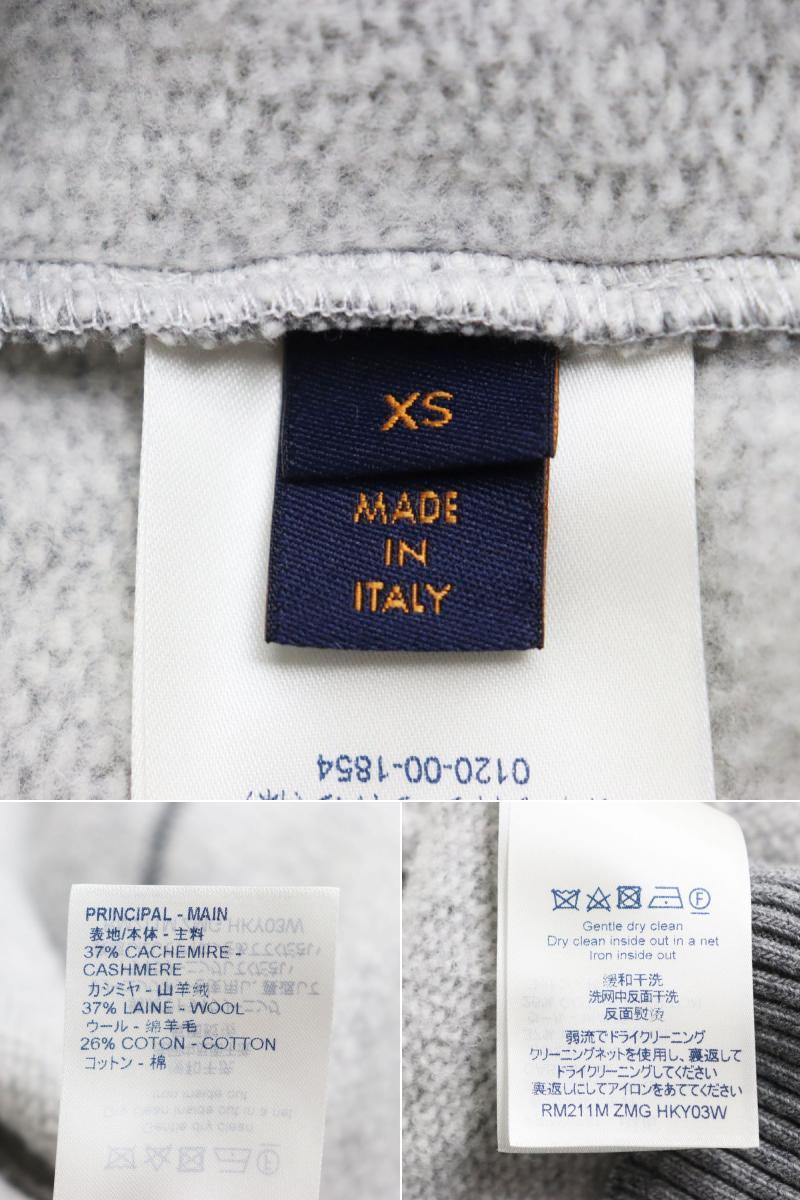 XS
MADE
IN
ITALY
0120-00-1854
PRINCIPAL - MAIN
表地/本体 - 主料
37% CACHEMIRE -
CASHMERE
カシミヤ - 山羊绒
37% LAINE - WOOL
ウール - 绵羊毛
26% COTON - COTTON
コットン - 棉
Gentle dry clean
Dry clean inside out in a net
Iron inside out
缓和干洗
洗网中反面干洗
反面熨烫
弱流でドライクリーニング
クリーニングネットを使用し、裏返して
ドライクリーニングしてください
裏返しにしてアイロンをあててください
RM211M ZMG HKY03W